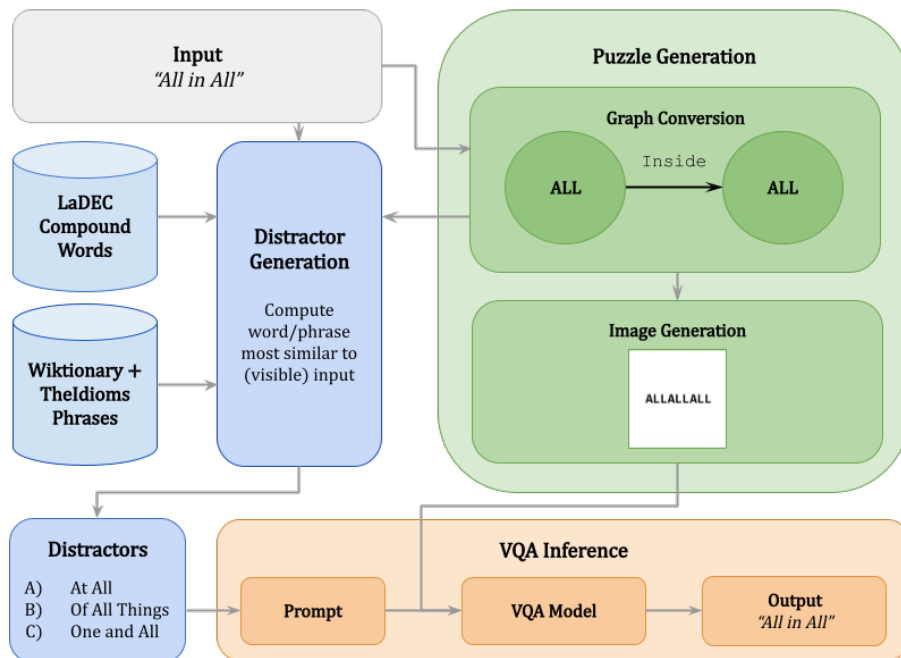 Input
“All in All”
Puzzle Generation
Graph Conversion
ALL
Inside
ALL
LaDEC
Compound
Words
Distractor
Generation
Compute
word/phrase
most similar to
(visible) input
Wiktionary +
TheIdioms
Phrases
Image Generation
ALLALLALL
Distractors
A) At All
B) Of All Things
C) One and All
VQA Inference
Prompt
VQA Model
Output
“All in All”